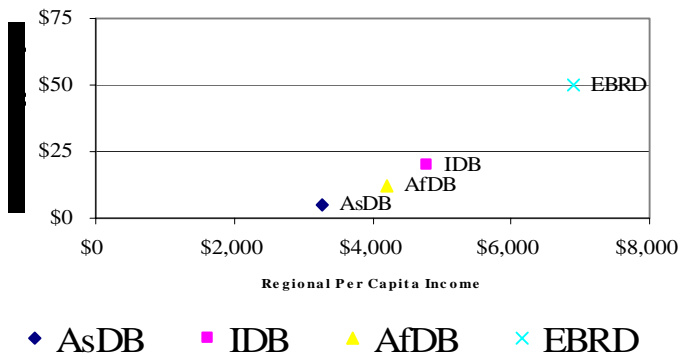 $75
$50
EBRD
$25
IDB
AfDB
AsDB
$0
$0 $2,000 $4,000 $6,000 $8,000
Regional Per Capita Income
AsDB IDB AfDB EBRD